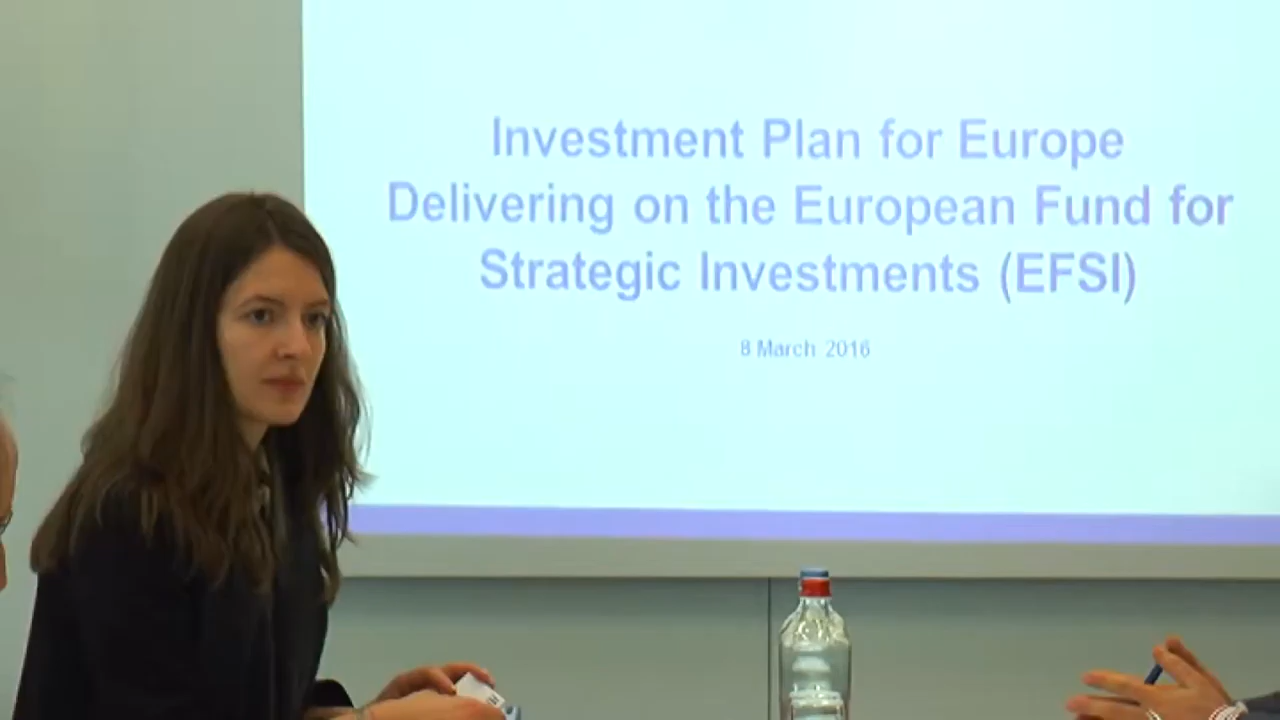 Investment Plan for Europe
Delivering on the European Fund for
Strategic Investments (EFSI)
8 March 2016